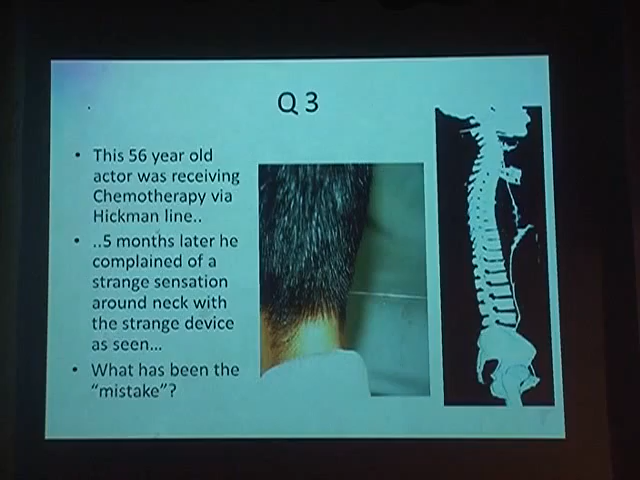 Q 3
• This 56 year old
actor was receiving
Chemotherapy via
Hickman line..
• ..5 months later he
complained of a
strange sensation
around neck with
the strange device
as seen...
• What has been the
“mistake”?